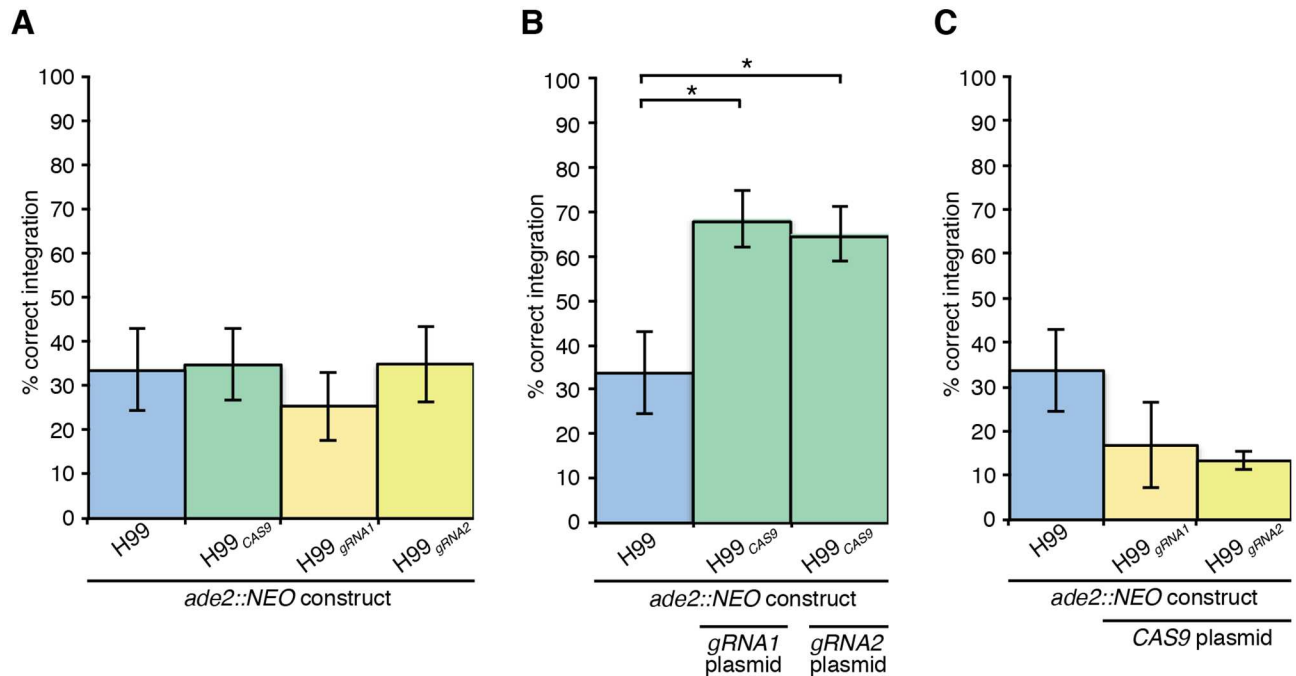 A
% correct integration
100
90
80
70
60
50
40
30
20
10
0
H99
H99 CAS9
H99 gRNA1
H99 gRNA2
ade2::NEO construct
B
% correct integration
100
90
80
70
60
50
40
30
20
10
0
*
*
H99
H99 CAS9
H99 CAS9
ade2::NEO construct
gRNA1
plasmid
gRNA2
plasmid
C
% correct integration
100
90
80
70
60
50
40
30
20
10
0
H99
H99 gRNA1
H99 gRNA2
ade2::NEO construct
CAS9 plasmid